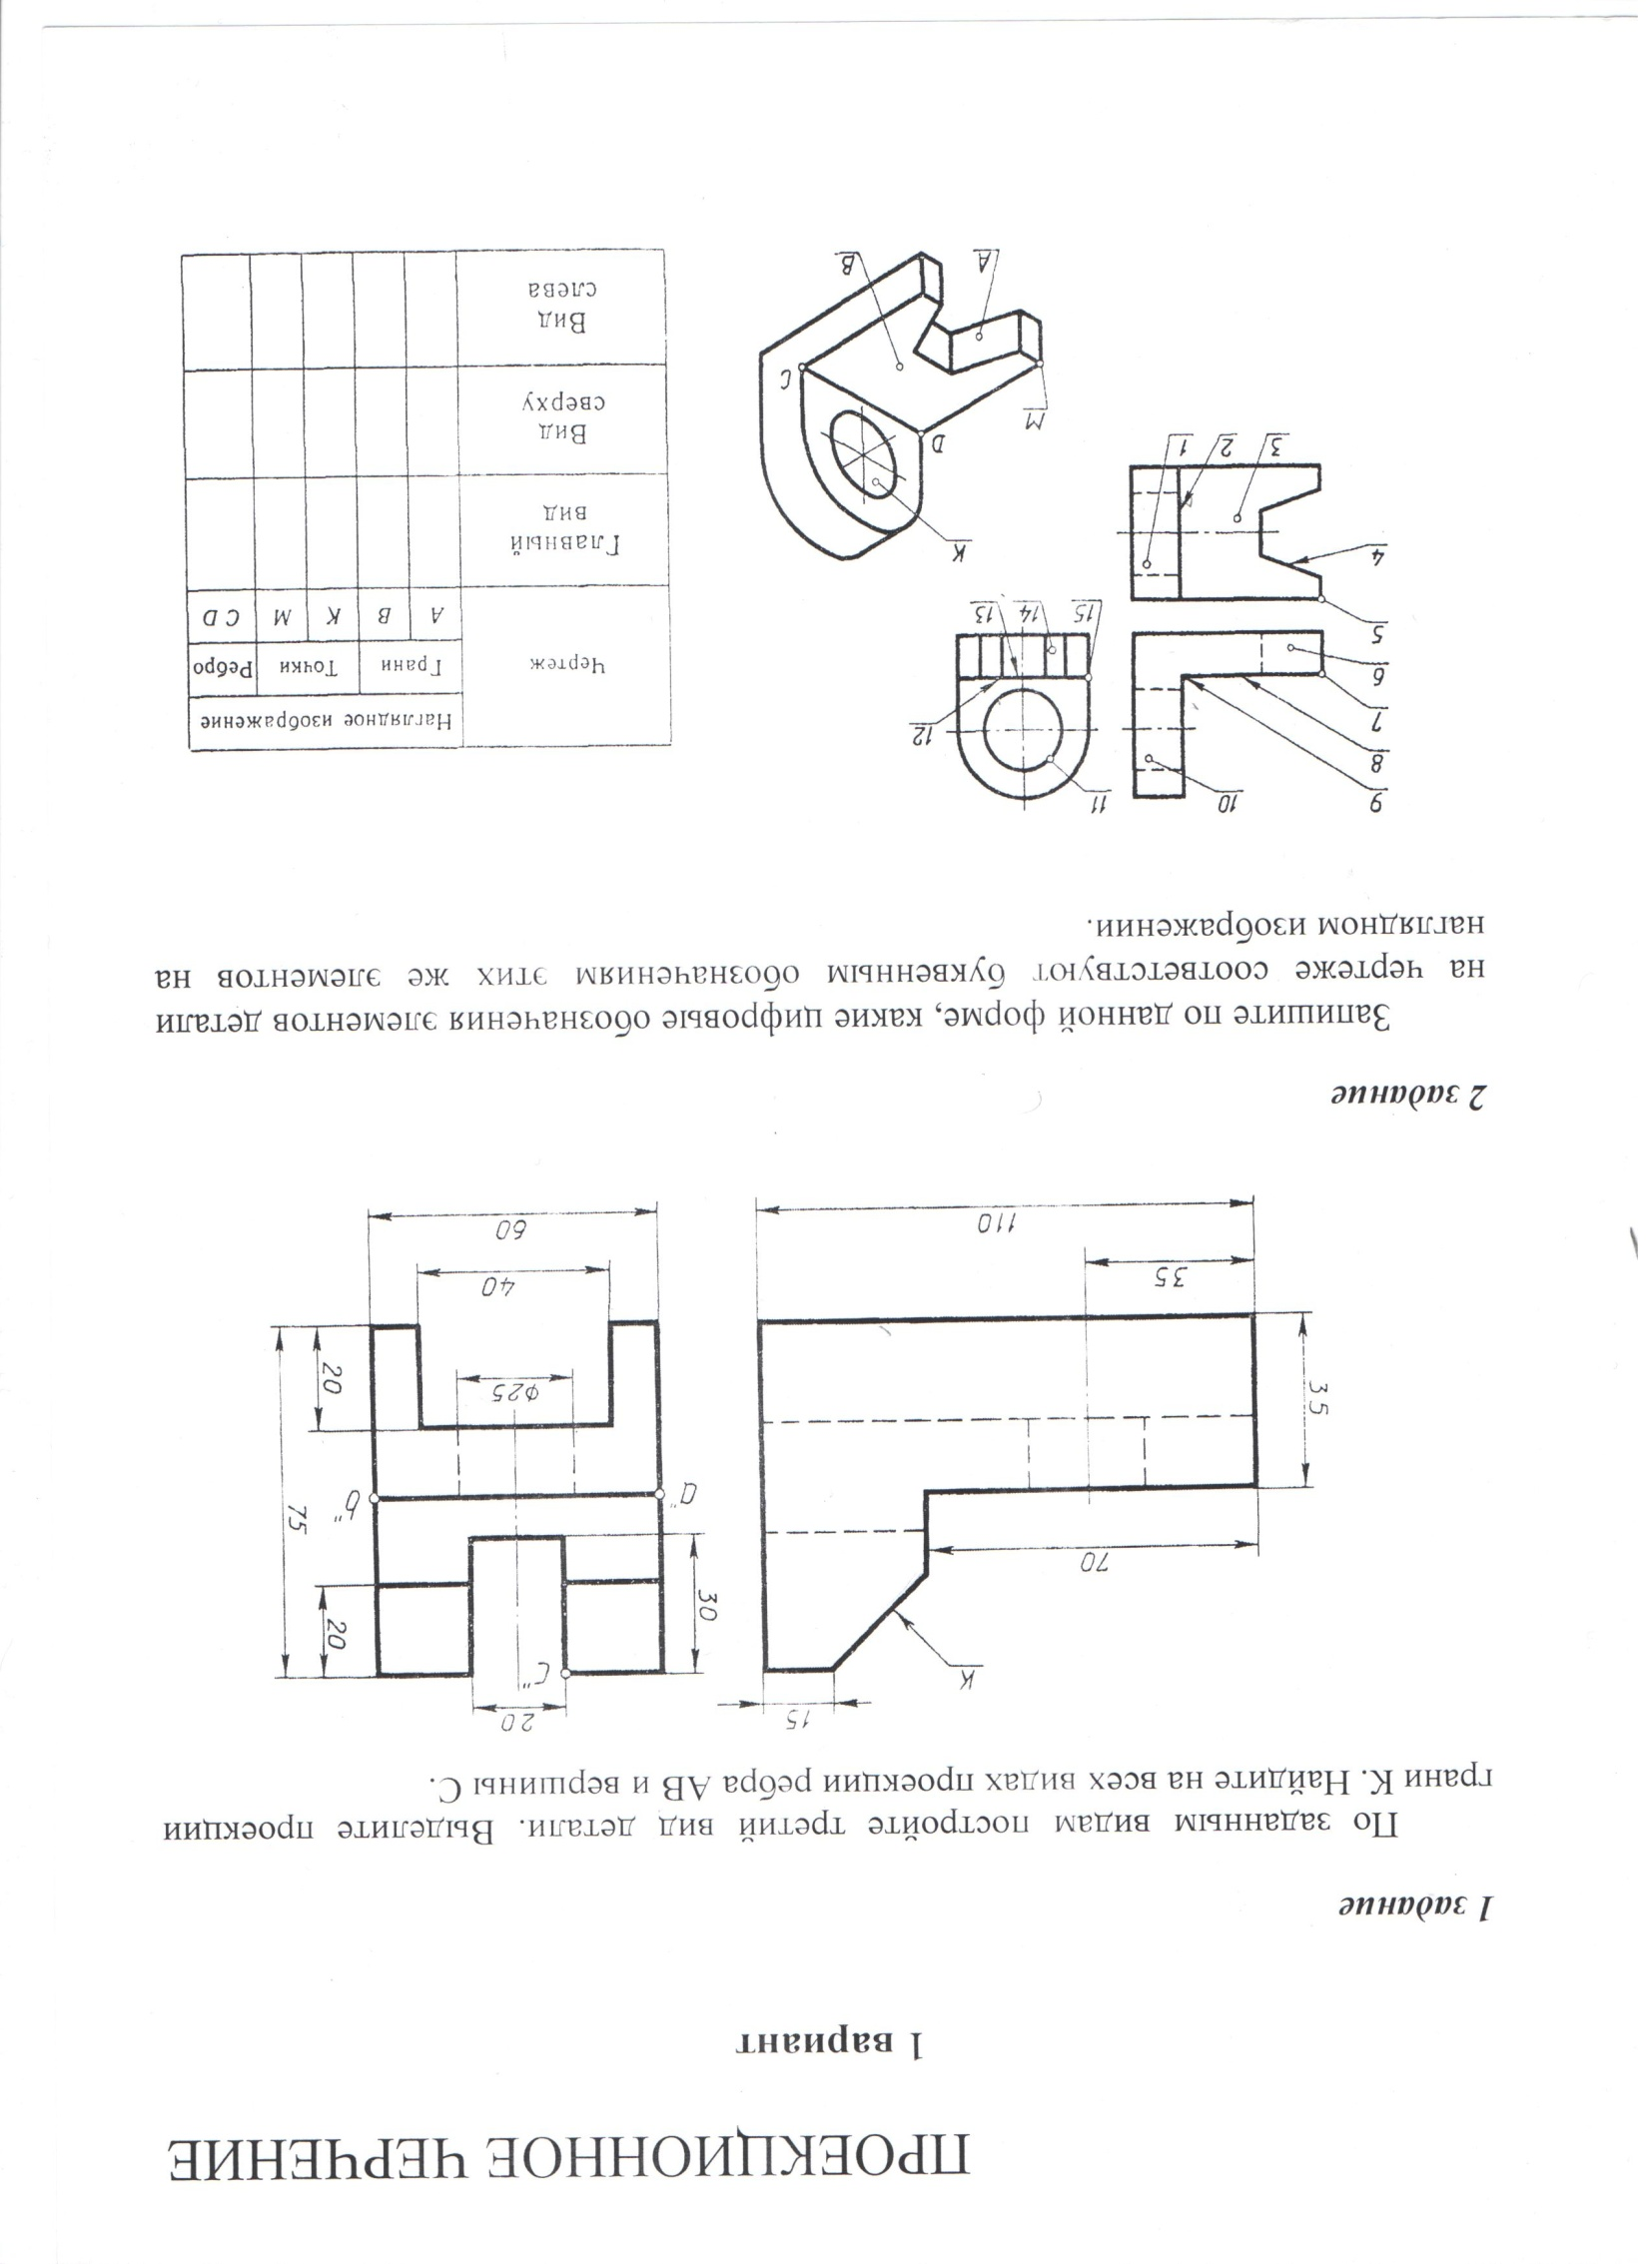 ПРОЕКЦИОННОЕ ЧЕРЧЕНИЕ
1 вариант
1 задание
По заданным видам постройте третий вид детали. Выделите проекции
грани К. Найдите на всех видах проекции ребра АВ и вершины С.
15
20
К
C"
30
20
70
75
a"
b"
35
Ø25
20
35
40
110
60
2 задание
Запишите по данной форме, какие цифровые обозначения элементов детали
на чертеже соответствуют буквенным обозначениям этих же элементов на
наглядном изображении.
9
10
11
8
12
7
6
5
15
14
13
4
3
2
1
К
М
D
C
A
B
Чертеж
Наглядное изображение
Грани
Точки
Ребро
A
B
K
M
CD
Главный
вид
Вид
сверху
Вид
слева